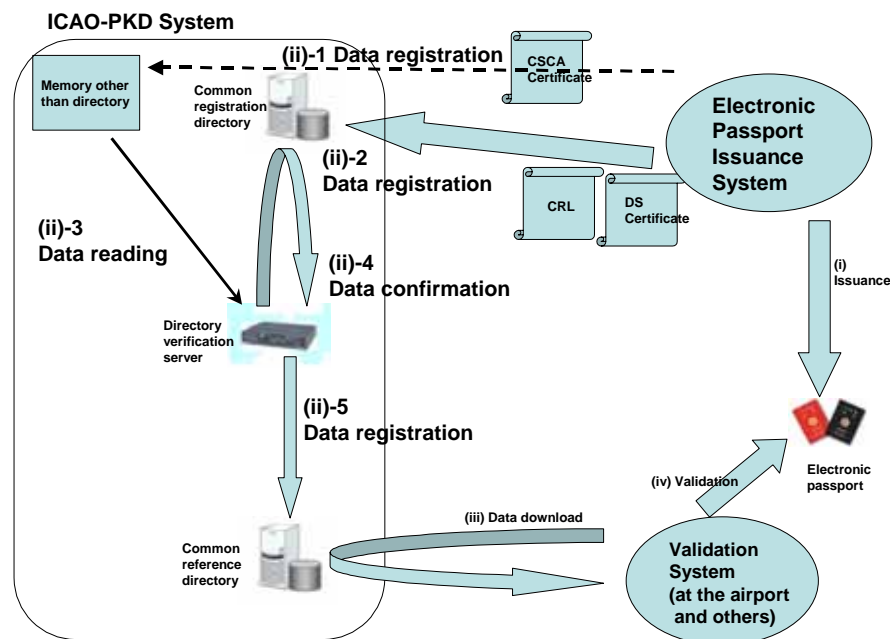 ICAO-PKD System
(ii)-1 Data registration
CSCA
Certificate
Memory other
than directory
Common
registration
directory
Electronic
Passport
Issuance
System
(ii)-2
Data registration
CRL
DS
Certificate
(ii)-3
Data reading
(ii)-4
Data confirmation
(i)
Issuance
Directory
verification
server
(ii)-5
Data registration
Electronic
passport
(iv) Validation
(iii) Data download
Common
reference
directory
Validation
System
(at the airport
and others)